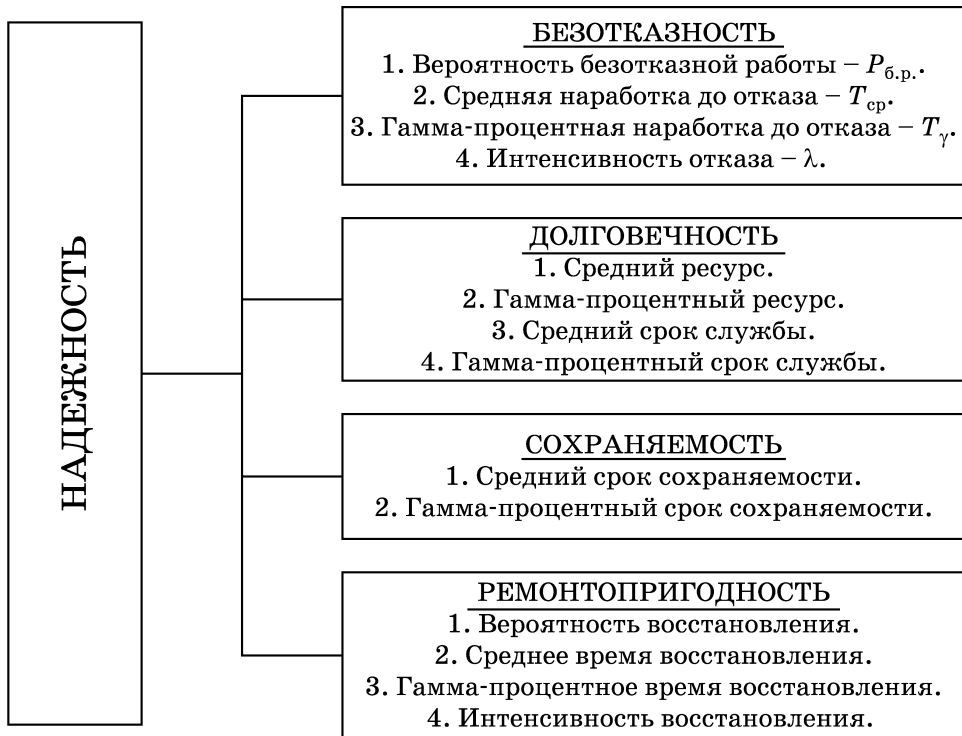 НАДЕЖНОСТЬ
БЕЗОТКАЗНОСТЬ
1. Вероятность безотказной работы – Pб.р..
2. Средняя наработка до отказа – Tср.
3. Гамма-процентная наработка до отказа – Tγ.
4. Интенсивность отказа – λ.
ДОЛГОВЕЧНОСТЬ
1. Средний ресурс.
2. Гамма-процентный ресурс.
3. Средний срок службы.
4. Гамма-процентный срок службы.
СОХРАНЯЕМОСТЬ
1. Средний срок сохраняемости.
2. Гамма-процентный срок сохраняемости.
РЕМОНТОПРИГОДНОСТЬ
1. Вероятность восстановления.
2. Среднее время восстановления.
3. Гамма-процентное время восстановления.
4. Интенсивность восстановления.